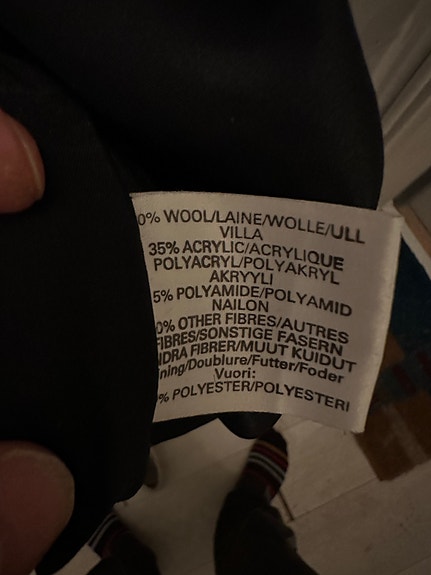 0% WOOL/LAINE/WOLLE/ULL
VILLA
35% ACRYLIC/ACRYLIQUE
POLYACRYL/POLYAKRYL
AKRYYLI
5% POLYAMIDE/POLYAMID
NAILON
0% OTHER FIBRES/AUTRES
FIBRES/SONSTIGE FASERN
NDRA FIBRER/MUUT KUIDUT
ning/Doublure/Futter/Foder
Vuori:
% POLYESTER/POLYESTERI